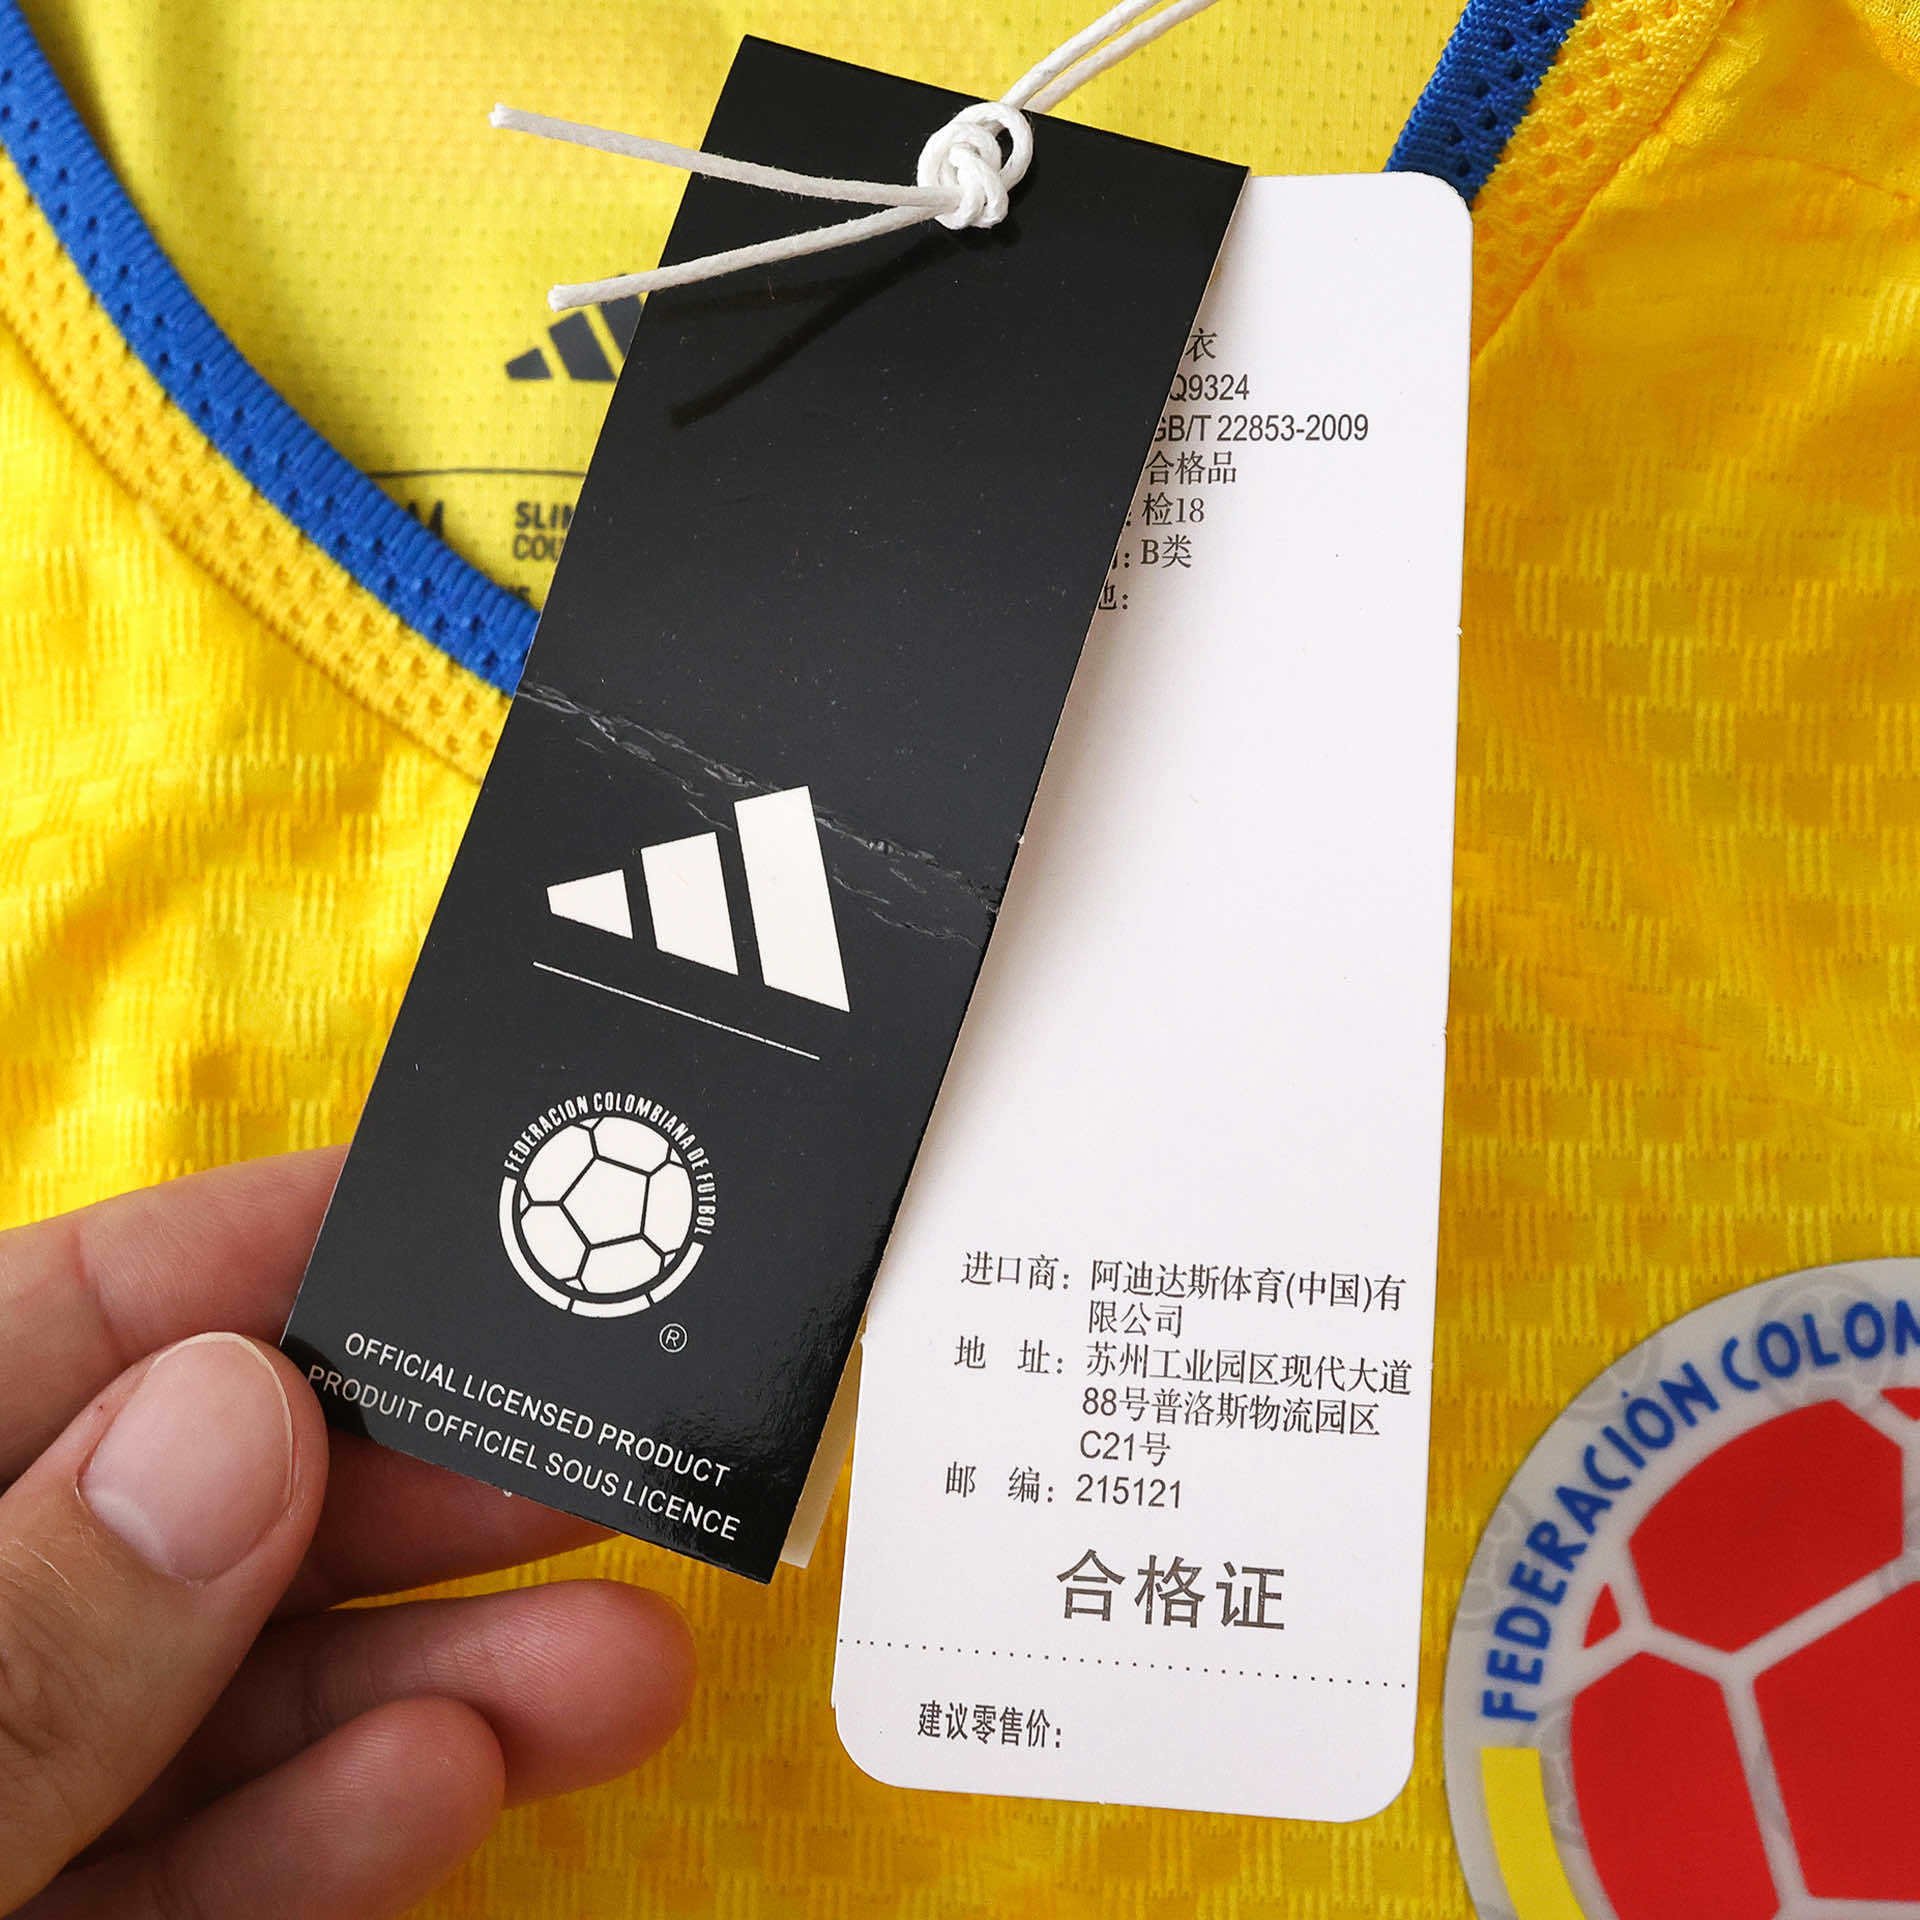 SLIM
FEDERACION COLOMBIANA DE FUTBOL
®
OFFICIAL LICENSED PRODUCT
PRODUIT OFFICIEL SOUS LICENCE
衣
Q9324
GB/T 22853-2009
合格品
: 检18
: B类
地:
进口商: 阿迪达斯体育(中国)有
限公司
地 址: 苏州工业园区现代大道
88号普洛斯物流园区
C21号
邮 编: 215121
合格证
建议零售价:
FEDERACIÓN COLOM